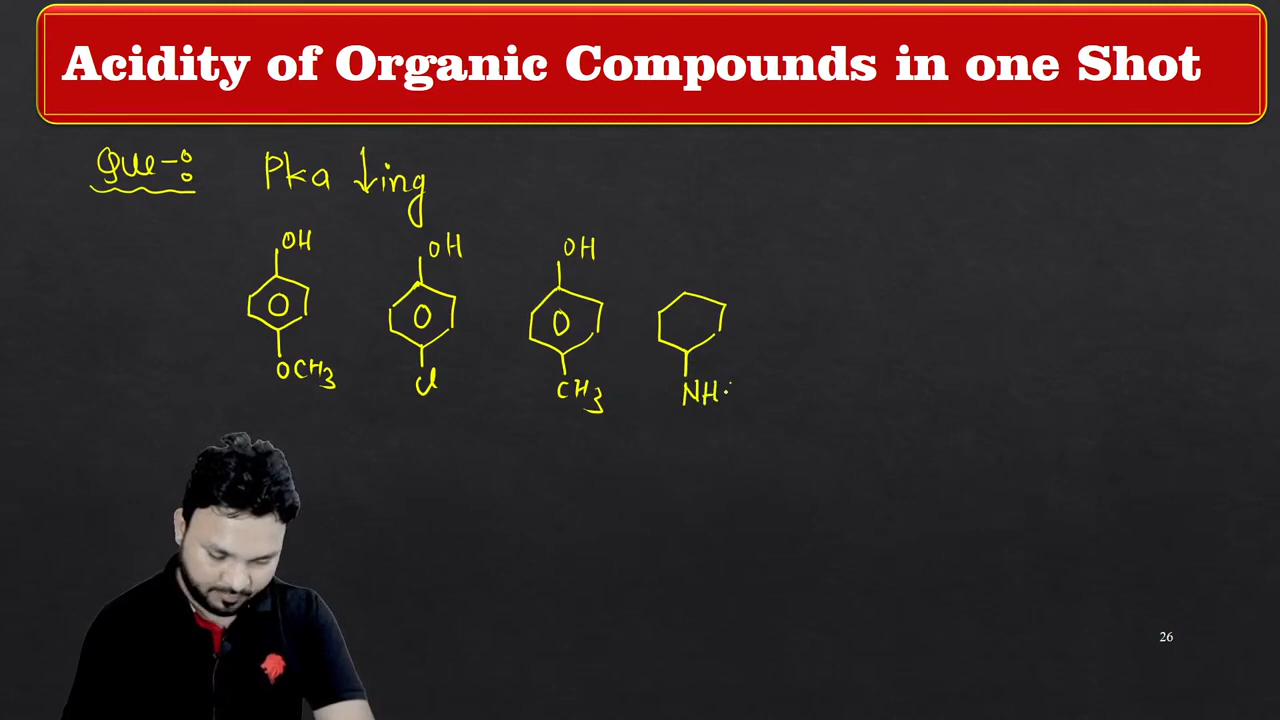 Acidity of Organic Compounds in one Shot
Que-:
Pka ↓ing
OH OH OH
OCH3 Cl CH3 NH
26